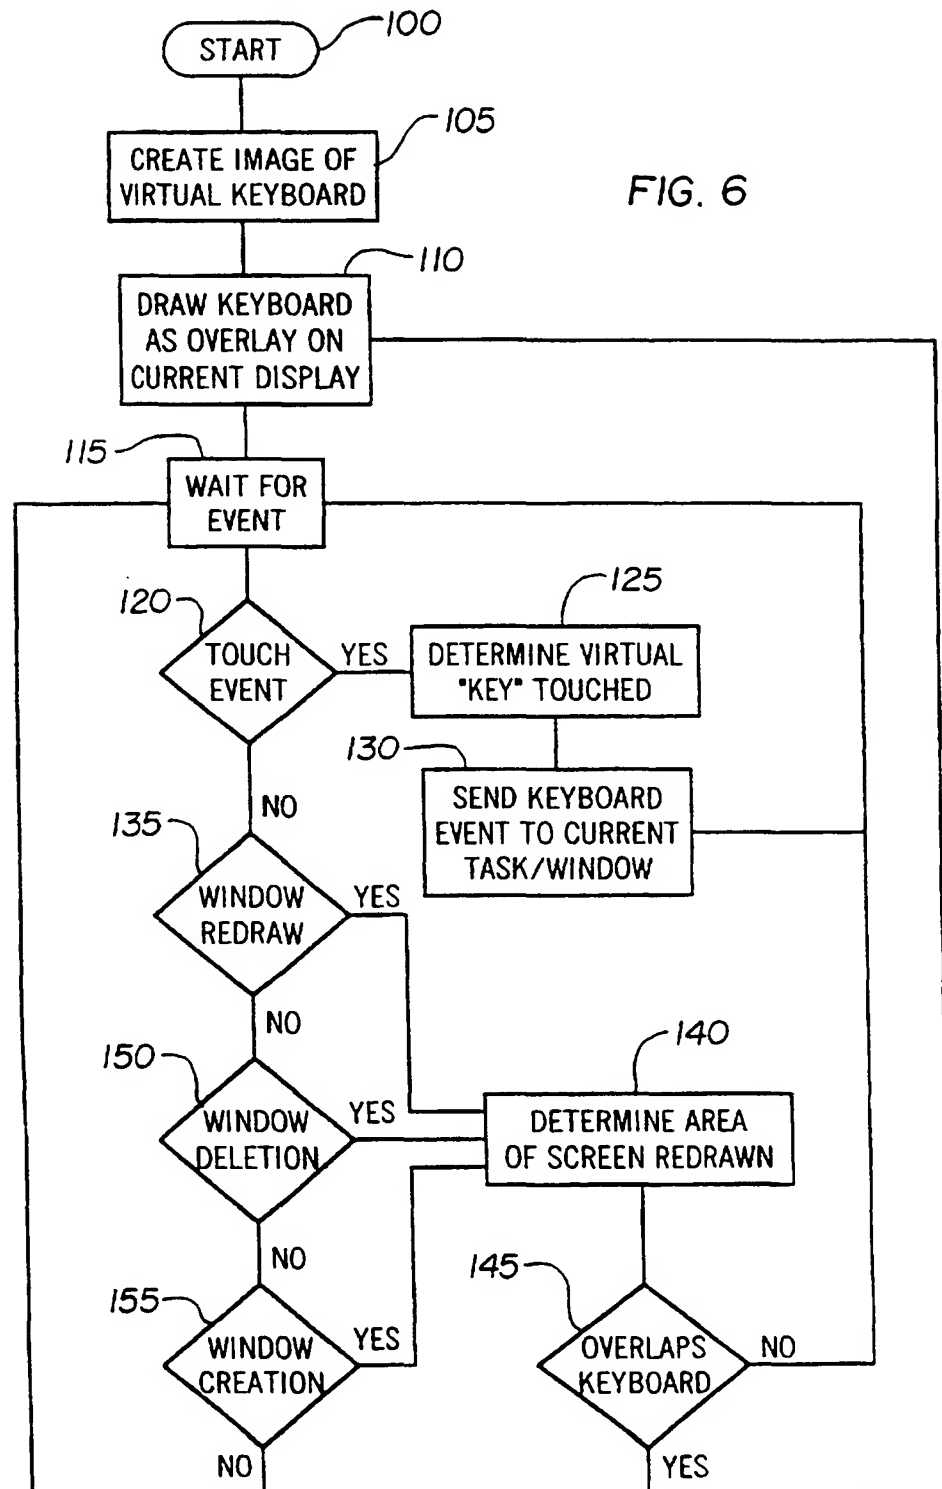 START
100
CREATE IMAGE OF
VIRTUAL KEYBOARD
105
FIG. 6
110
DRAW KEYBOARD
AS OVERLAY ON
CURRENT DISPLAY
115
WAIT FOR
EVENT
120
TOUCH
EVENT
YES
125
DETERMINE VIRTUAL
"KEY" TOUCHED
130
SEND KEYBOARD
EVENT TO CURRENT
TASK/WINDOW
NO
135
WINDOW
REDRAW
YES
NO
150
WINDOW
DELETION
YES
140
DETERMINE AREA
OF SCREEN REDRAWN
NO
155
WINDOW
CREATION
YES
145
OVERLAPS
KEYBOARD
NO
NO
YES